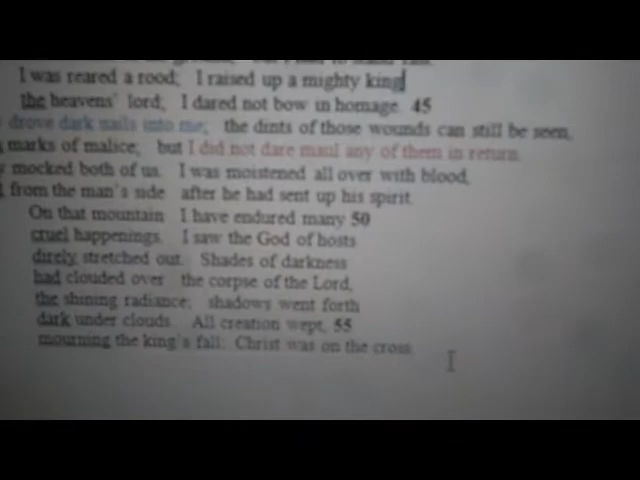 I was reared a rood; I raised up a mighty king
the heavens' lord; I dared not bow in homage. 45
drove dark nails into me; the dints of those wounds can still be seen,
marks of malice; but I did not dare maul any of them in return.
mocked both of us. I was moistened all over with blood,
from the man's side after he had sent up his spirit.
On that mountain I have endured many 50
cruel happenings. I saw the God of hosts
direly stretched out. Shades of darkness
had clouded over the corpse of the Lord,
the shining radiance; shadows went forth
dark under clouds. All creation wept, 55
mourning the king's fall: Christ was on the cross.